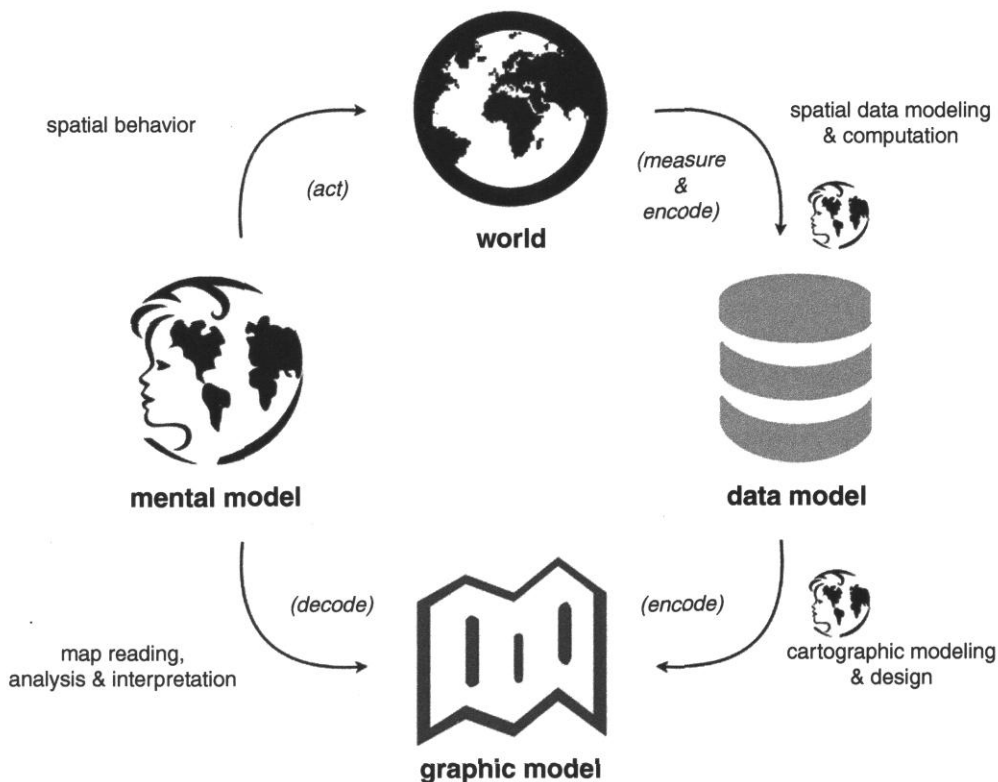 spatial behavior
(act)
world
(measure
&
encode)
spatial data modeling
& computation
mental model
data model
(decode)
(encode)
map reading,
analysis & interpretation
cartographic modeling
& design
graphic model